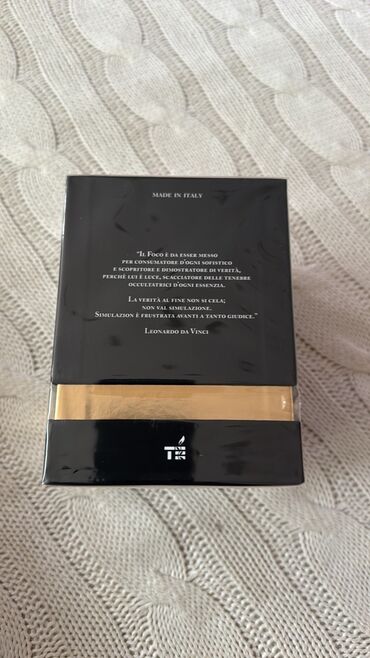 MADE IN ITALY
"IL FOCO È DA ESSER MESSO
PER CONSUMATORE D'OGNI SOFISTICO
E SCOPRITORE E DIMOSTRATORE DI VERITÀ,
PERCHÈ LUI È LUCE, SCACCIATORE DELLE TENEBRE
OCCULTATRICI D'OGNI ESSENZIA.
LA VERITÀ AL FINE NON SI CELA;
NON VAL SIMULAZIONE.
SIMULAZION È FRUSTRATA AVANTI A TANTO GIUDICE."
LEONARDO DA VINCI